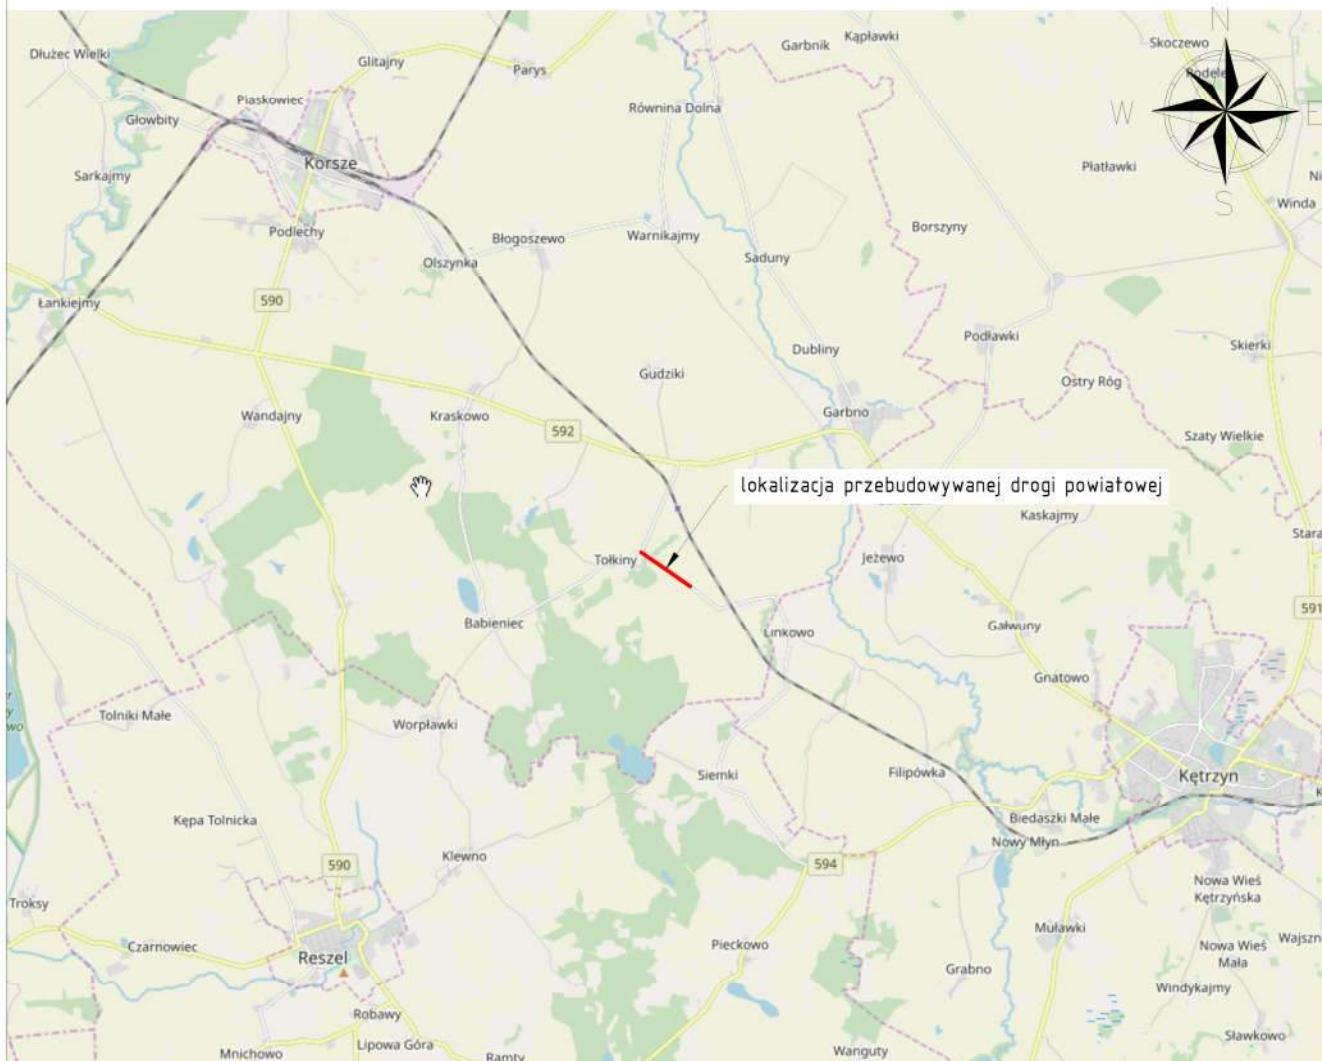 N
Dłużec Wielki
Glitajny
Parys
Garbnik
Kąpławki
Skoczewo
Piaskowiec
Głowbity
Równina Dolna
W
E
Korsze
Sarkajmy
Płatławki
S
Winda
Podlechy
Błogoszewo
Warnikajmy
Borszyny
Olszynka
Saduny
590
Łankiejmy
Podławki
Skierki
Dubliny
Gudziki
Ostry Róg
Wandajny
Kraskowo
Garbno
592
Szaty Wielkie
lokalizacja przebudowywanej drogi powiatowej
Kaskajmy
Stara
Tołkiny
Jeżewo
591
Babieniec
Linkowo
Galwuny
Gnatowo
Tolniki Małe
Worpławki
Siemki
Filipówka
Kętrzyn
Kępa Tolnicka
Biedaszki Małe
Nowy Młyn
Klewno
590
594
Nowa Wieś
Kętrzyńska
Troksy
Czarnowiec
Reszel
Pieckowo
Muławki
Nowa Wieś
Mała
Wajszn
Grabno
Windykajmy
Robawy
Sławkowo
Mnichowo
Lipowa Góra
Ramty
Wanguty